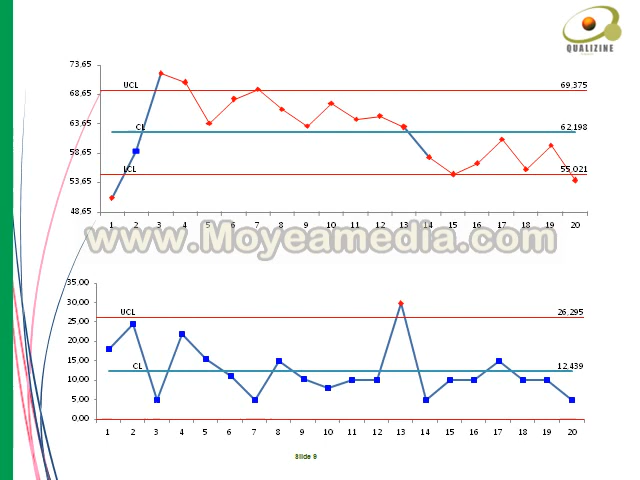 QUALIZINE
73,65
68,65
63,65
58,65
53,65
48,65
UCL
69,375
CL
62,198
LCL
55,021
1 2 3 4 5 6 7 8 9 10 11 12 13 14 15 16 17 18 19 20
www.Moyeamedia.com
35,00
30,00
25,00
20,00
15,00
10,00
5,00
0,00
UCL
26,295
CL
12,439
1 2 3 4 5 6 7 8 9 10 11 12 13 14 15 16 17 18 19 20
Slide 9